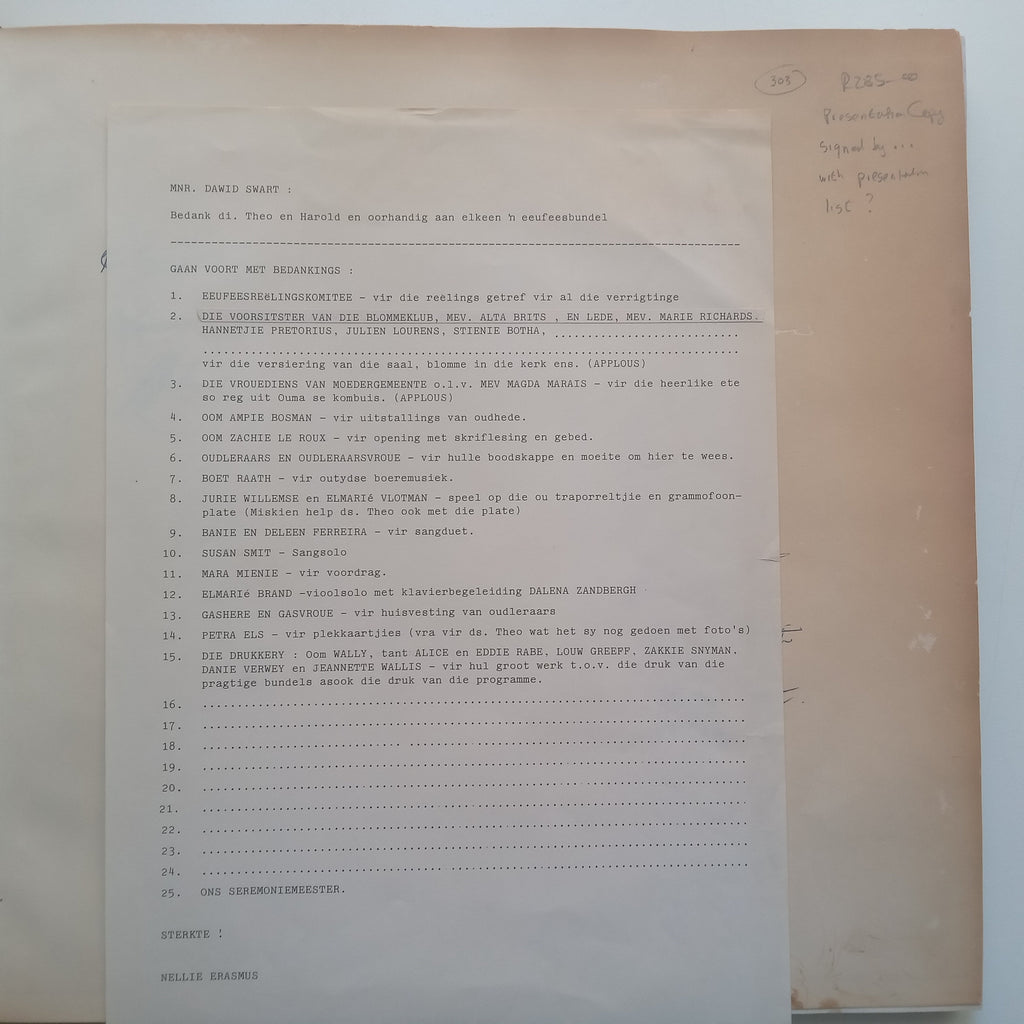 303
R285-00
Presentation Copy
signed by ...
with presentation
list ?
MNR. DAWID SWART :
Bedank di. Theo en Harold en oorhandig aan elkeen 'n eeufeesbundel
GAAN VOORT MET BEDANKINGS :
1. EEUFEESREëLINGSKOMITEE - vir die reëlings getref vir al die verrigtinge
2. DIE VOORSITSTER VAN DIE BLOMMEKLUB, MEV. ALTA BRITS , EN LEDE, MEV. MARIE RICHARDS.
HANNETJIE PRETORIUS, JULIEN LOURENS, STIENIE BOTHA, ...........................
................................................................................
vir die versiering van die saal, blomme in die kerk ens. (APPLOUS)
3. DIE VROUEDIENS VAN MOEDERGEMEENTE o.l.v. MEV MAGDA MARAIS - vir die heerlike ete
so reg uit Ouma se kombuis. (APPLOUS)
4. OOM AMPIE BOSMAN - vir uitstallings van oudhede.
5. OOM ZACHIE LE ROUX - vir opening met skriflesing en gebed.
6. OUDLERAARS EN OUDLERAARSVROUE - vir hulle boodskappe en moeite om hier te wees.
7. BOET RAATH - vir outydse boeremusiek.
8. JURIE WILLEMSE en ELMARIé VLOTMAN - speel op die ou traporreltjie en grammofoon-
plate (Miskien help ds. Theo ook met die plate)
9. BANIE EN DELEEN FERREIRA - vir sangduet.
10. SUSAN SMIT - Sangsolo
11. MARA MIENIE - vir voordrag.
12. ELMARIé BRAND -vioolsolo met klavierbegeleiding DALENA ZANDBERGH
13. GASHERE EN GASVROUE - vir huisvesting van oudleraars
14. PETRA ELS - vir plekkaartjies (vra vir ds. Theo wat het sy nog gedoen met foto's)
15. DIE DRUKKERY : Oom WALLY, tant ALICE en EDDIE RABE, LOUW GREEFF, ZAKKIE SNYMAN.
DANIE VERWEY en JEANNETTE WALLIS - vir hul groot werk t.o.v. die druk van die
pragtige bundels asook die druk van die programme.
16. ................................................................................
17. ................................................................................
18. ................................................................................
19. ................................................................................
20. ................................................................................
21. ................................................................................
22. ................................................................................
23. ................................................................................
24. ................................................................................
25. ONS SEREMONIEMEESTER.
STERKTE !
NELLIE ERASMUS